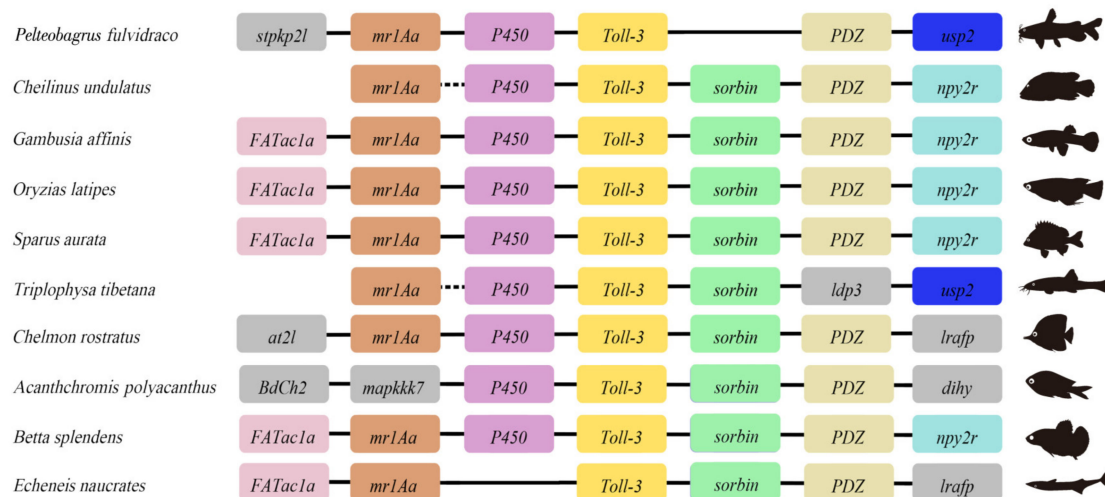 Pelteobagrus fulvidraco stpkp2l mr1Aa P450 Toll-3 PDZ usp2
Cheilinus undulatus mr1Aa P450 Toll-3 sorbin PDZ npy2r
Gambusia affinis FATac1a mr1Aa P450 Toll-3 sorbin PDZ npy2r
Oryzias latipes FATac1a mr1Aa P450 Toll-3 sorbin PDZ npy2r
Sparus aurata FATac1a mr1Aa P450 Toll-3 sorbin PDZ npy2r
Triplophysa tibetana mr1Aa P450 Toll-3 sorbin ldp3 usp2
Chelmon rostratus at2l mr1Aa P450 Toll-3 sorbin PDZ lrafp
Acanthchromis polyacanthus BdCh2 mapkkk7 P450 Toll-3 sorbin PDZ dihy
Betta splendens FATac1a mr1Aa P450 Toll-3 sorbin PDZ npy2r
Echeneis naucrates FATac1a mr1Aa Toll-3 sorbin PDZ lrafp